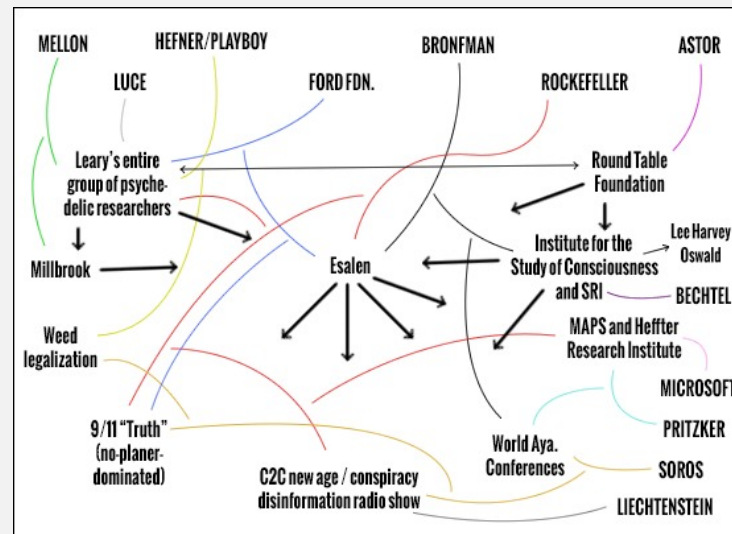 MELLON
HEFNER/PLAYBOY
BRONFMAN
ASTOR
LUCE
FORD FDN.
ROCKEFELLER
Leary's entire
group of psyche-
delic researchers
Round Table
Foundation
Millbrook
Esalen
Institute for the
Study of Consciousness
and SRI
Lee Harvey
Oswald
BECHTEL
Weed
legalization
MAPS and Heffter
Research Institute
MICROSOFT
9/11 "Truth"
(no-planer-
dominated)
World Aya.
Conferences
PRITZKER
C2C new age / conspiracy
disinformation radio show
SOROS
LIECHTENSTEIN